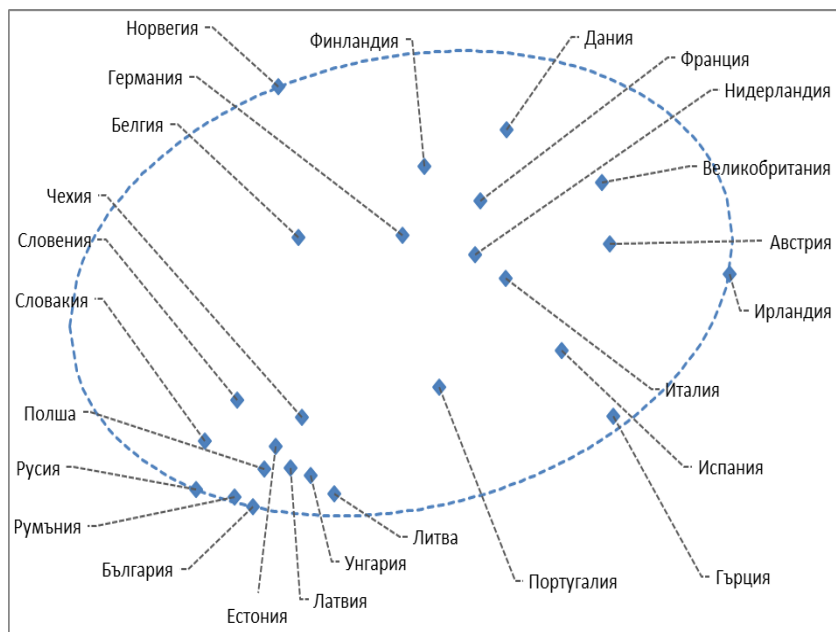 Норвегия
Финландия
Дания
Франция
Германия
Нидерландия
Белгия
Великобритания
Чехия
Словения
Австрия
Словакия
Ирландия
Италия
Полша
Русия
Испания
Румъния
Литва
Унгария
България
Португалия
Гърция
Латвия
Естония